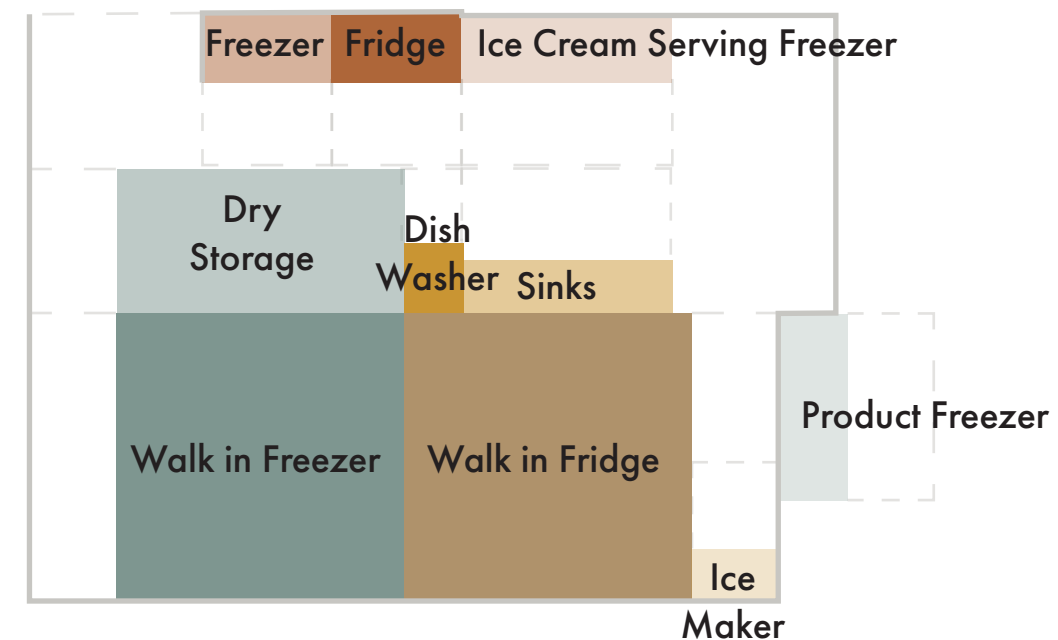 Freezer
Fridge
Ice Cream Serving Freezer
Dry
Storage
Dish
Washer
Sinks
Walk in Freezer
Walk in Fridge
Product Freezer
Ice
Maker